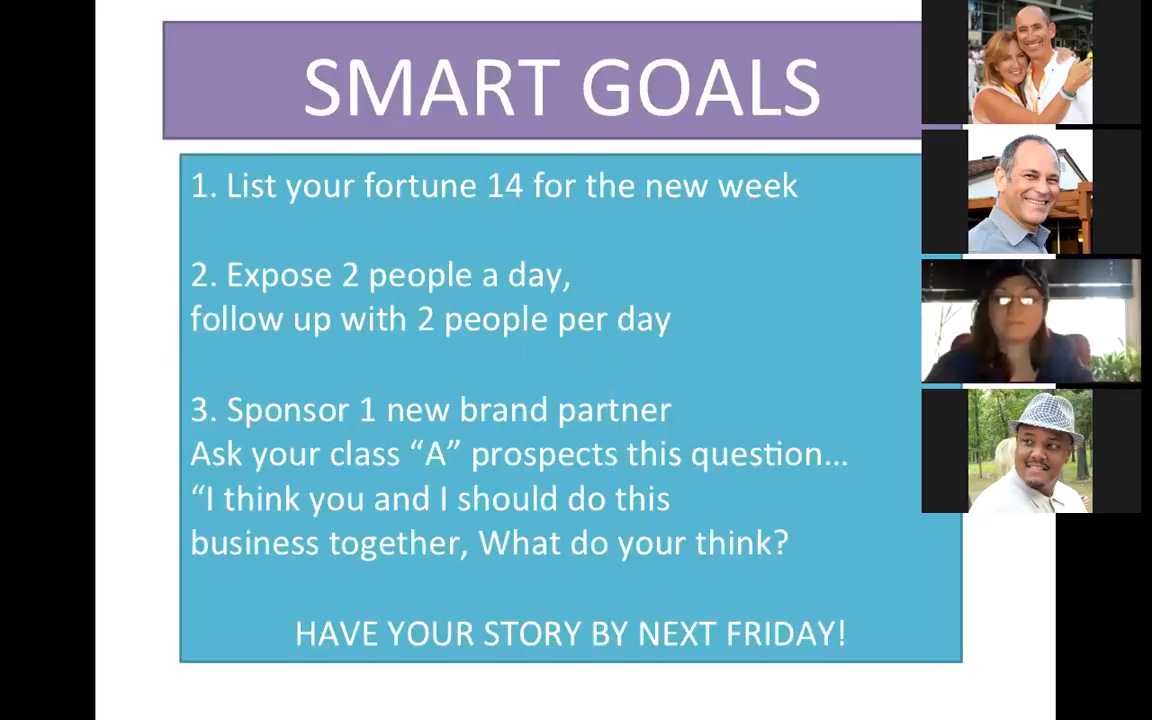 SMART GOALS
1. List your fortune 14 for the new week
2. Expose 2 people a day,
follow up with 2 people per day
3. Sponsor 1 new brand partner
Ask your class “A” prospects this question…
“I think you and I should do this
business together, What do your think?
HAVE YOUR STORY BY NEXT FRIDAY!